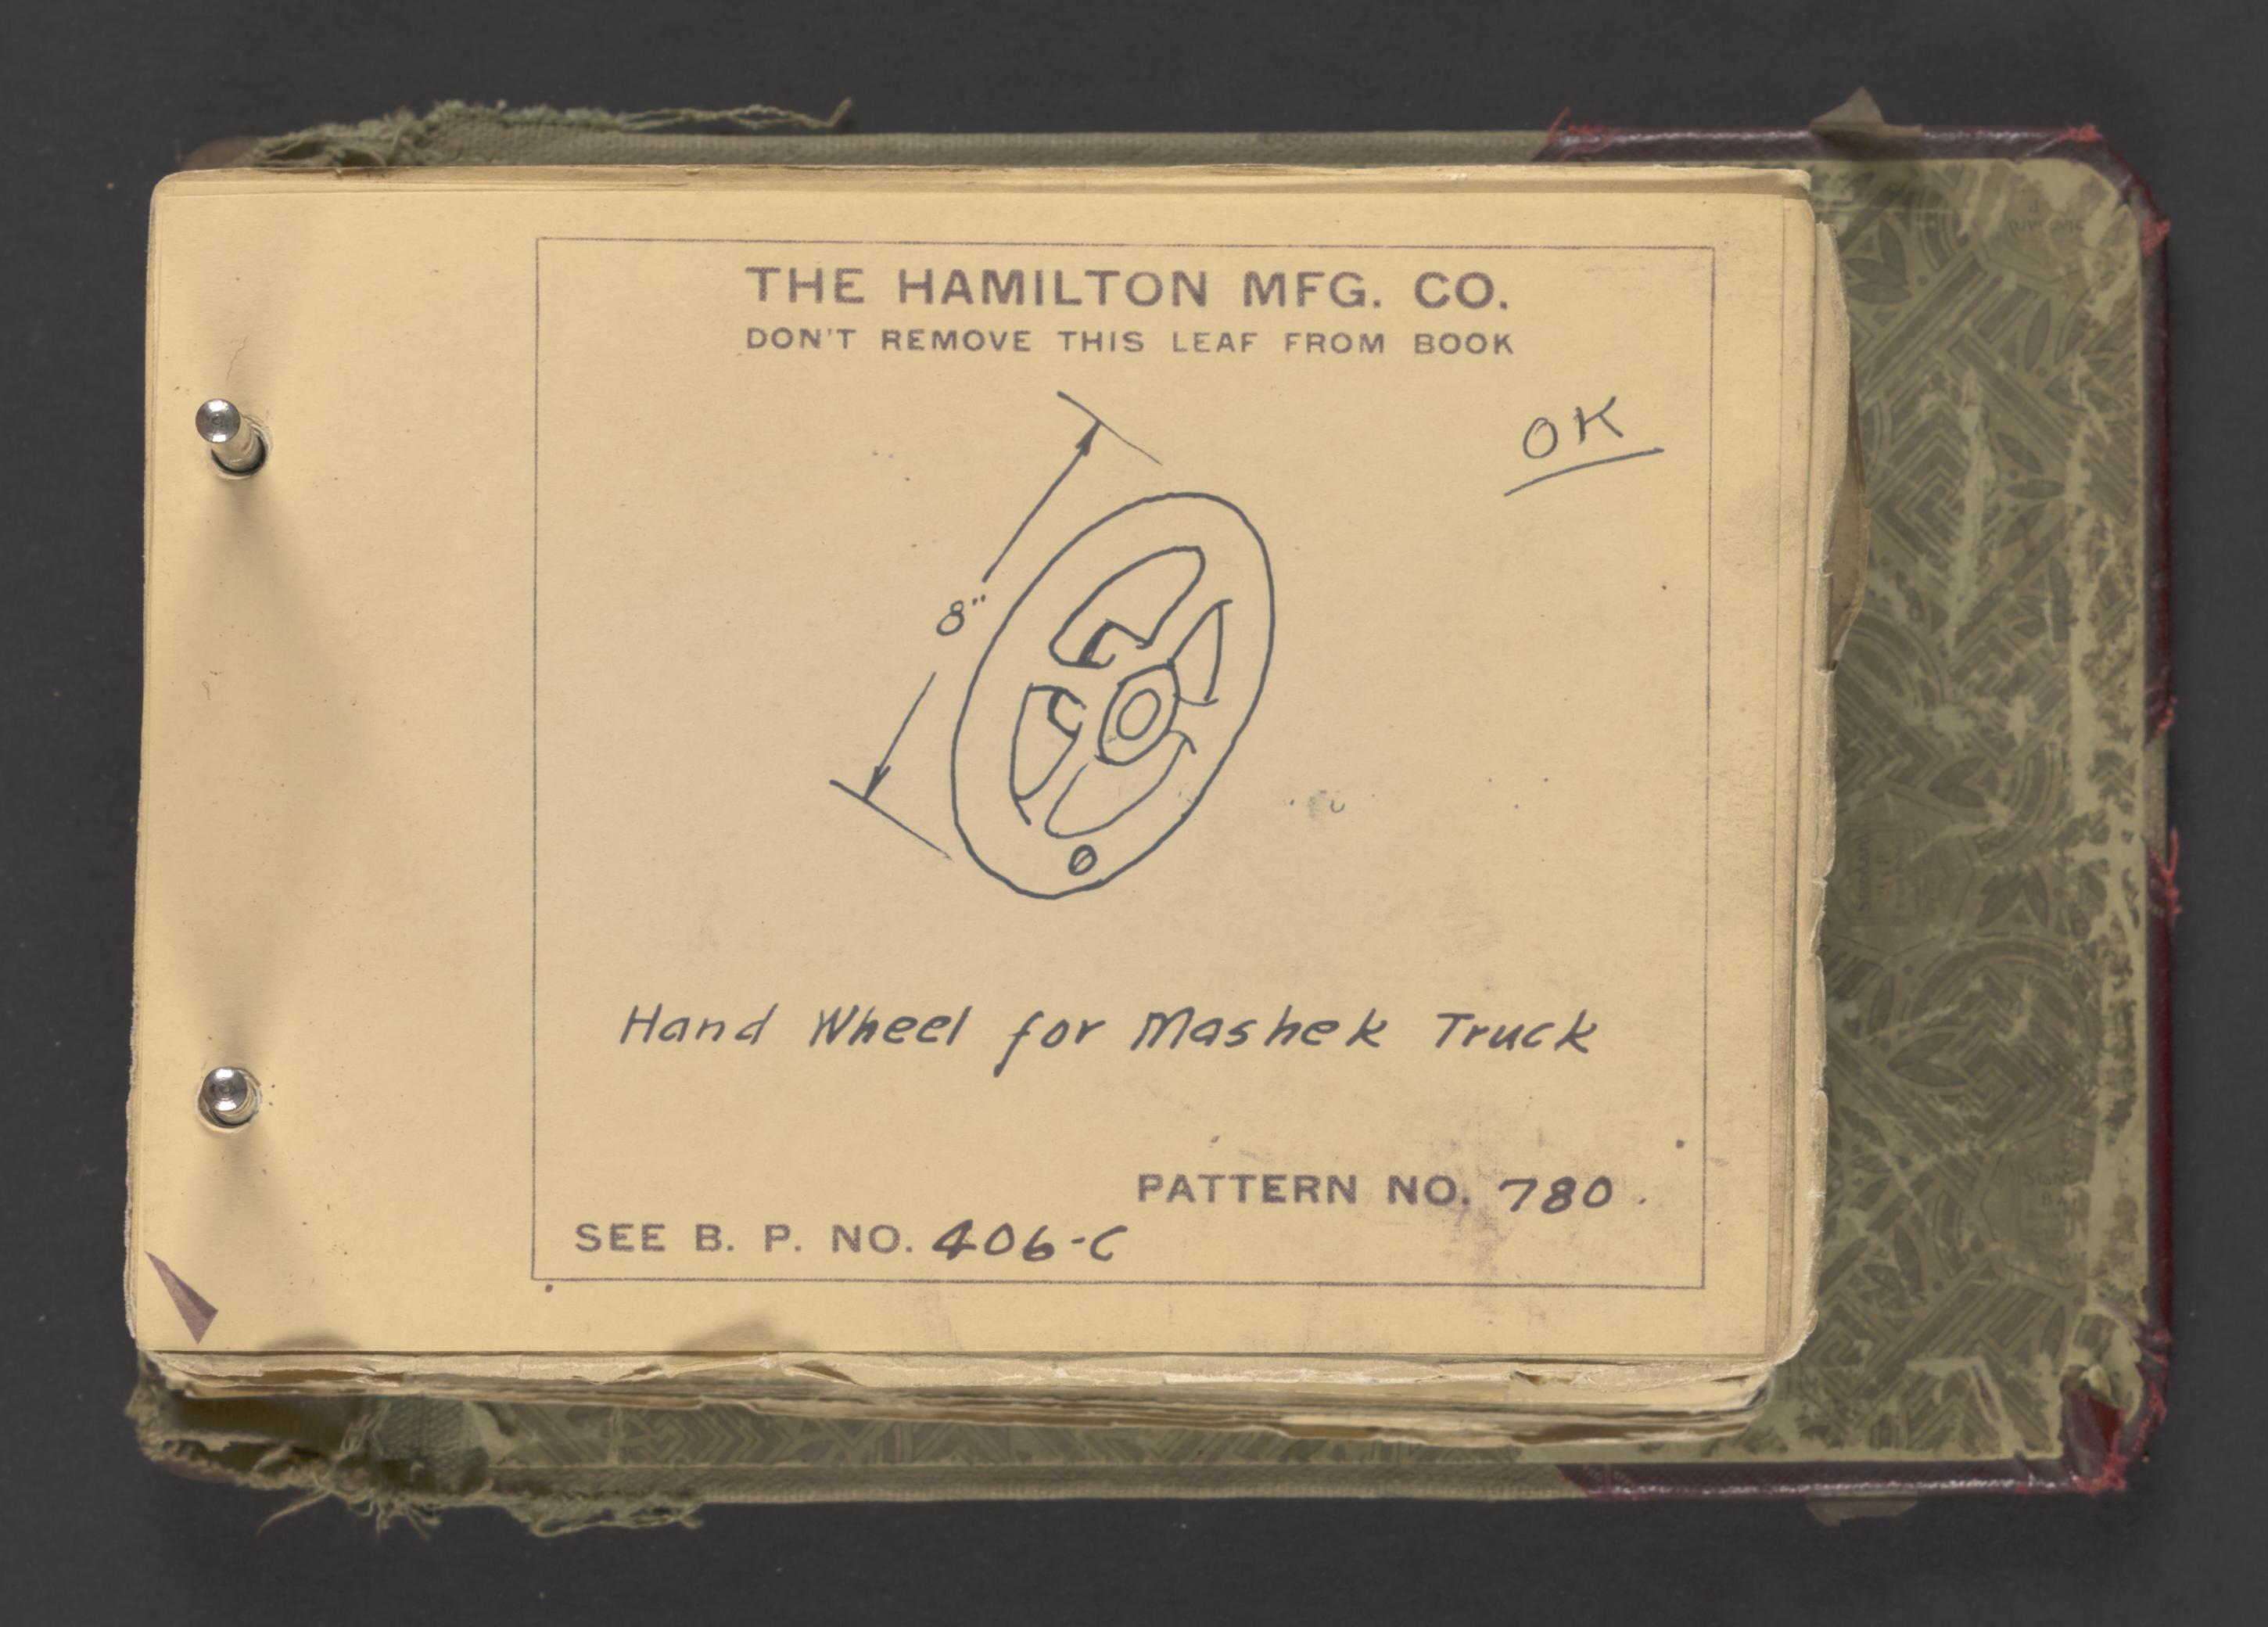 THE HAMILTON MFG. CO.
DON'T REMOVE THIS LEAF FROM BOOK
OK
8"
Hand Wheel for Mashek Truck
PATTERN NO. 780.
SEE B. P. NO. 406-C